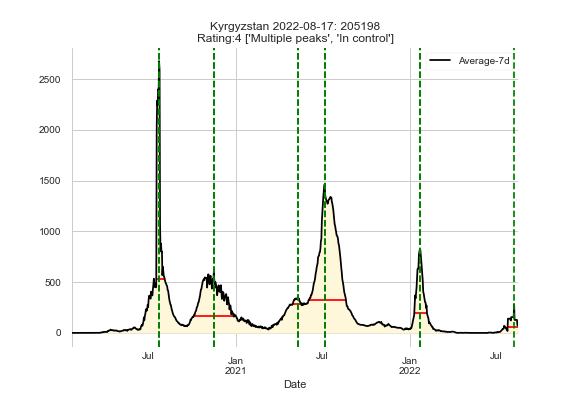 Kyrgyzstan 2022-08-17: 205198
Rating:4 ['Multiple peaks', 'In control']
Average-7d
2500
2000
1500
1000
500
0
Jul
Jan
2021
Jul
Jan
2022
Jul
Date